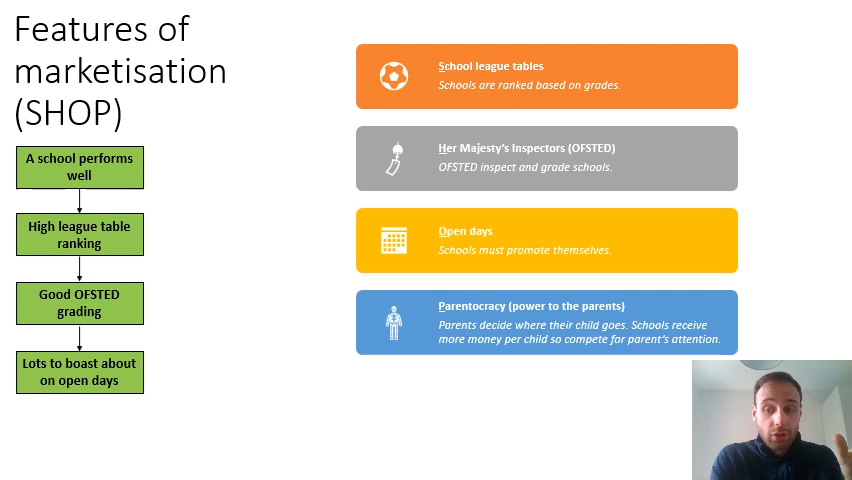 Features of
marketisation
(SHOP)
A school performs
well
High league table
ranking
Good OFSTED
grading
Lots to boast about
on open days
School league tables
Schools are ranked based on grades.
Her Majesty's Inspectors (OFSTED)
OFSTED inspect and grade schools.
Open days
Schools must promote themselves.
Parentocracy (power to the parents)
Parents decide where their child goes. Schools receive
more money per child so compete for parent's attention.